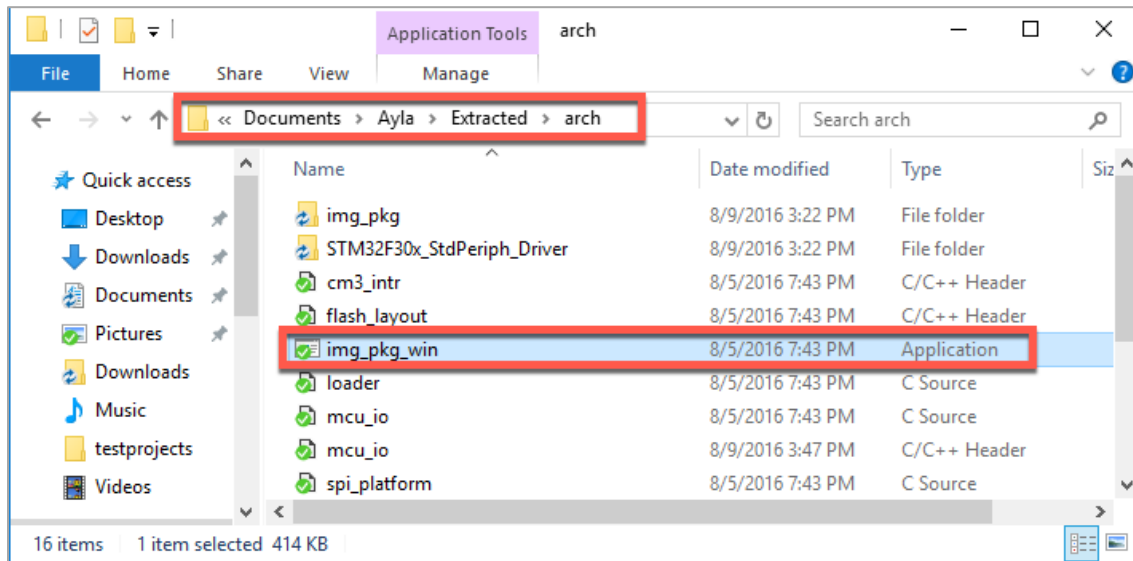 Application Tools arch
File Home Share View Manage
« Documents > Ayla > Extracted > arch Search arch
Name Date modified Type Siz
Quick access
Desktop
Downloads
Documents
Pictures
Downloads
Music
testprojects
Videos
img_pkg 8/9/2016 3:22 PM File folder
STM32F30x_StdPeriph_Driver 8/9/2016 3:22 PM File folder
cm3_intr 8/5/2016 7:43 PM C/C++ Header
flash_layout 8/5/2016 7:43 PM C/C++ Header
img_pkg_win 8/5/2016 7:43 PM Application
loader 8/5/2016 7:43 PM C Source
mcu_io 8/5/2016 7:43 PM C Source
mcu_io 8/9/2016 3:47 PM C/C++ Header
spi_platform 8/5/2016 7:43 PM C Source
16 items 1 item selected 414 KB